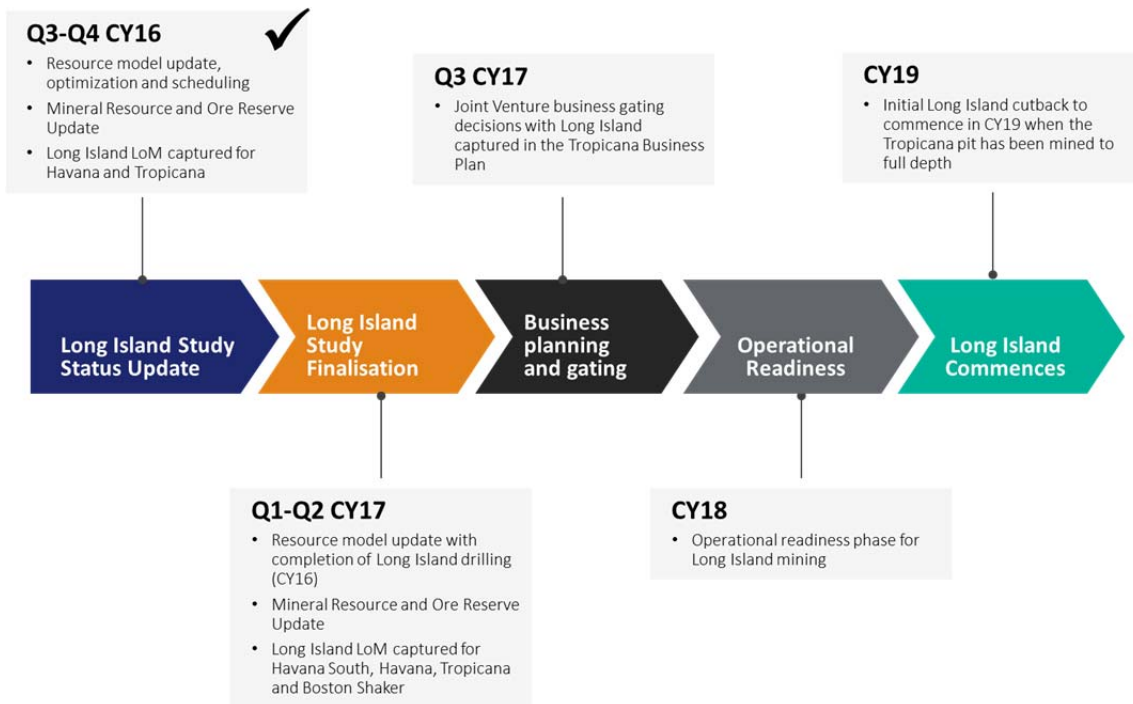 Q3-Q4 CY16
• Resource model update,
optimization and scheduling
• Mineral Resource and Ore Reserve
Update
• Long Island LoM captured for
Havana and Tropicana
Q3 CY17
• Joint Venture business gating
decisions with Long Island
captured in the Tropicana Business
Plan
CY19
• Initial Long Island cutback to
commence in CY19 when the
Tropicana pit has been mined to
full depth
Long Island Study
Status Update
Long Island
Study
Finalisation
Business
planning
and gating
Operational
Readiness
Long Island
Commences
Q1-Q2 CY17
• Resource model update with
completion of Long Island drilling
(CY16)
• Mineral Resource and Ore Reserve
Update
• Long Island LoM captured for
Havana South, Havana, Tropicana
and Boston Shaker
CY18
• Operational readiness phase for
Long Island mining